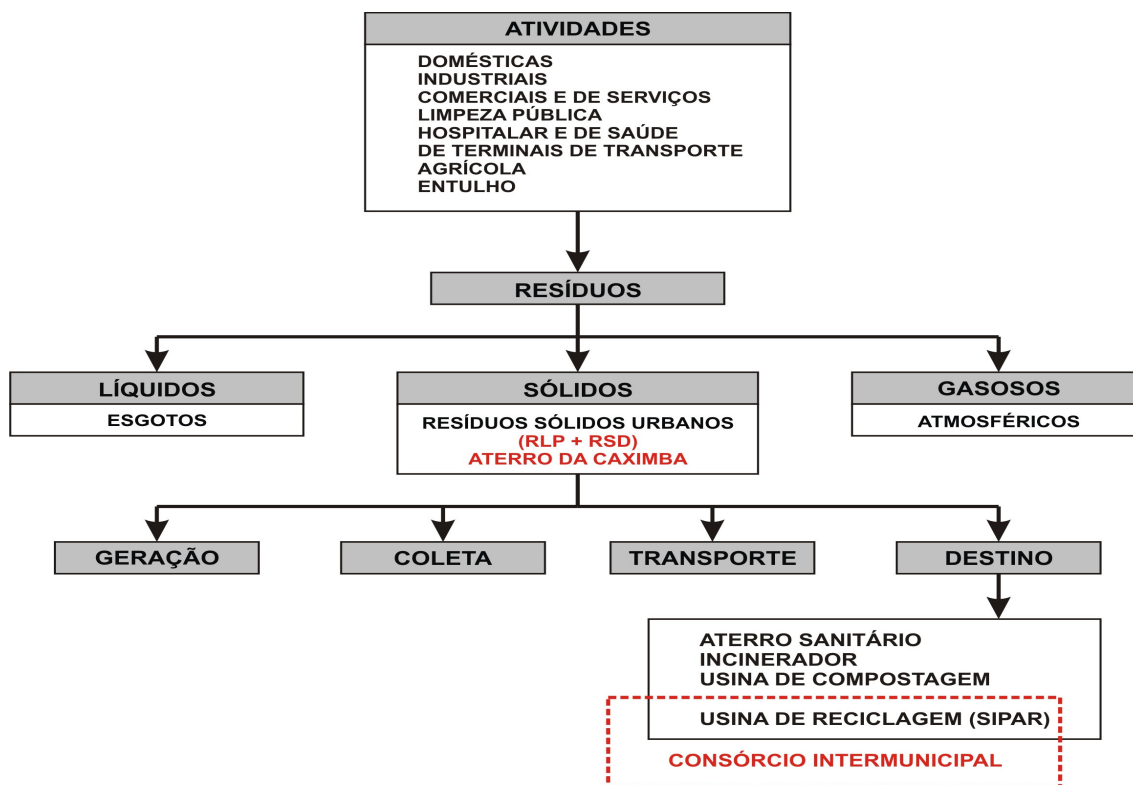 ATIVIDADES
DOMÉSTICAS
INDUSTRIAIS
COMERCIAIS E DE SERVIÇOS
LIMPEZA PÚBLICA
HOSPITALAR E DE SAÚDE
DE TERMINAIS DE TRANSPORTE
AGRÍCOLA
ENTULHO
RESÍDUOS
LÍQUIDOS
ESGOTOS
SÓLIDOS
RESÍDUOS SÓLIDOS URBANOS
(RLP + RSD)
ATERRO DA CAXIMBA
GASOSOS
ATMOSFÉRICOS
GERAÇÃO
COLETA
TRANSPORTE
DESTINO
ATERRO SANITÁRIO
INCINERADOR
USINA DE COMPOSTAGEM
USINA DE RECICLAGEM (SIPAR)
CONSÓRCIO INTERMUNICIPAL